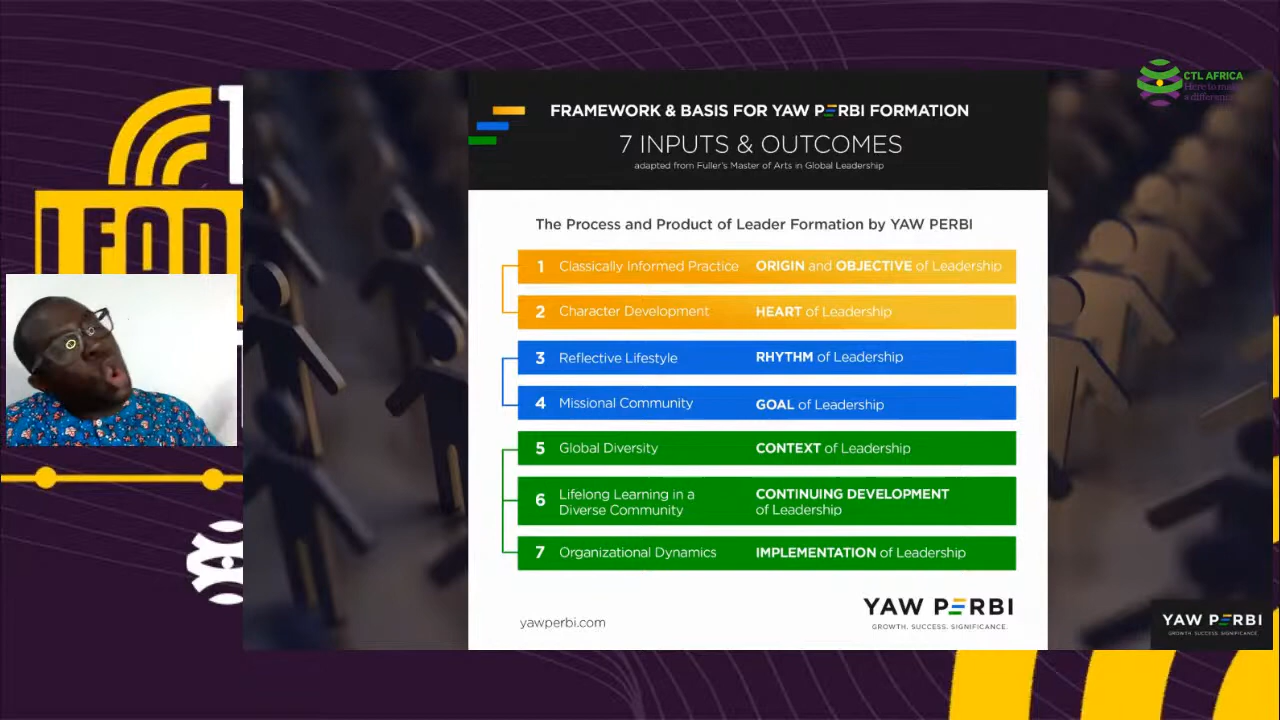 CTL AFRICA
Here to make
a difference
FRAMEWORK & BASIS FOR YAW PERBI FORMATION
7 INPUTS & OUTCOMES
adapted from Fuller's Master of Arts in Global Leadership
The Process and Product of Leader Formation by YAW PERBI
1 Classically Informed Practice ORIGIN and OBJECTIVE of Leadership
2 Character Development HEART of Leadership
3 Reflective Lifestyle RHYTHM of Leadership
4 Missional Community GOAL of Leadership
5 Global Diversity CONTEXT of Leadership
6 Lifelong Learning in a CONTINUING DEVELOPMENT
Diverse Community of Leadership
7 Organizational Dynamics IMPLEMENTATION of Leadership
YAW PERBI
GROWTH. SUCCESS. SIGNIFICANCE.
yawperbi.com
YAW PERBI
GROWTH. SUCCESS. SIGNIFICANCE.